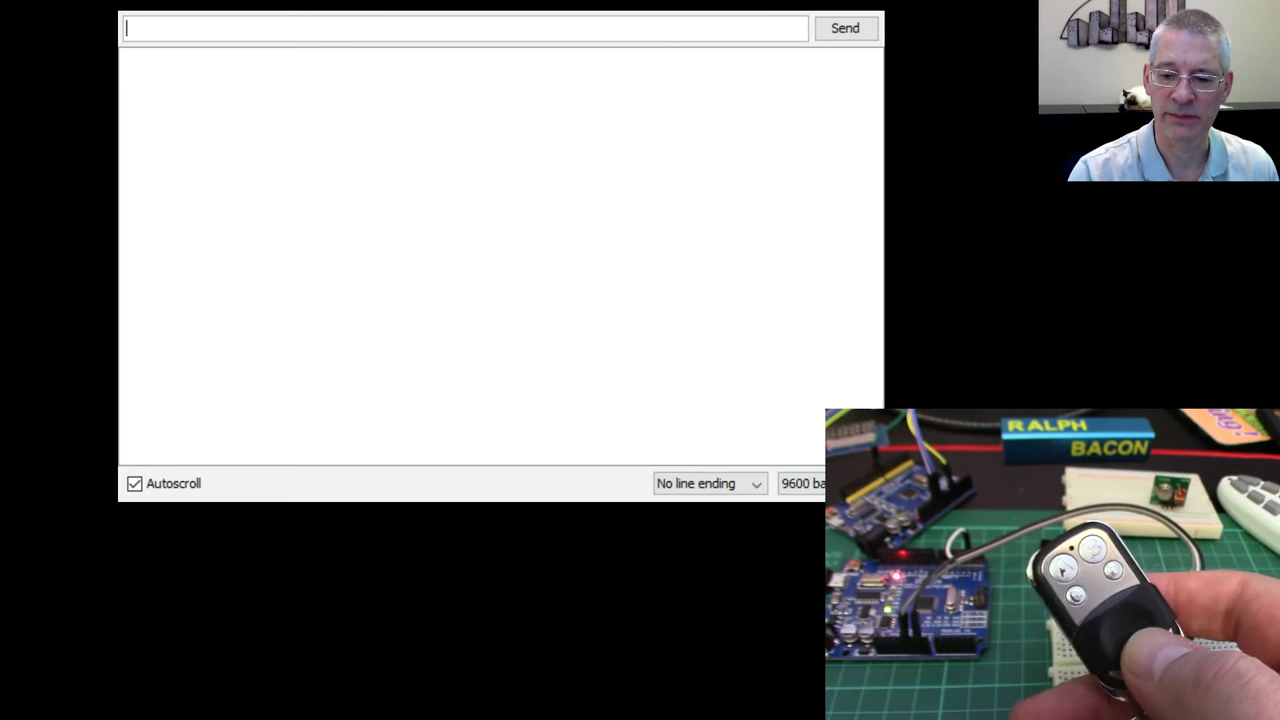 Send
Autoscroll
No line ending
9600 ba
RALPH
BACON